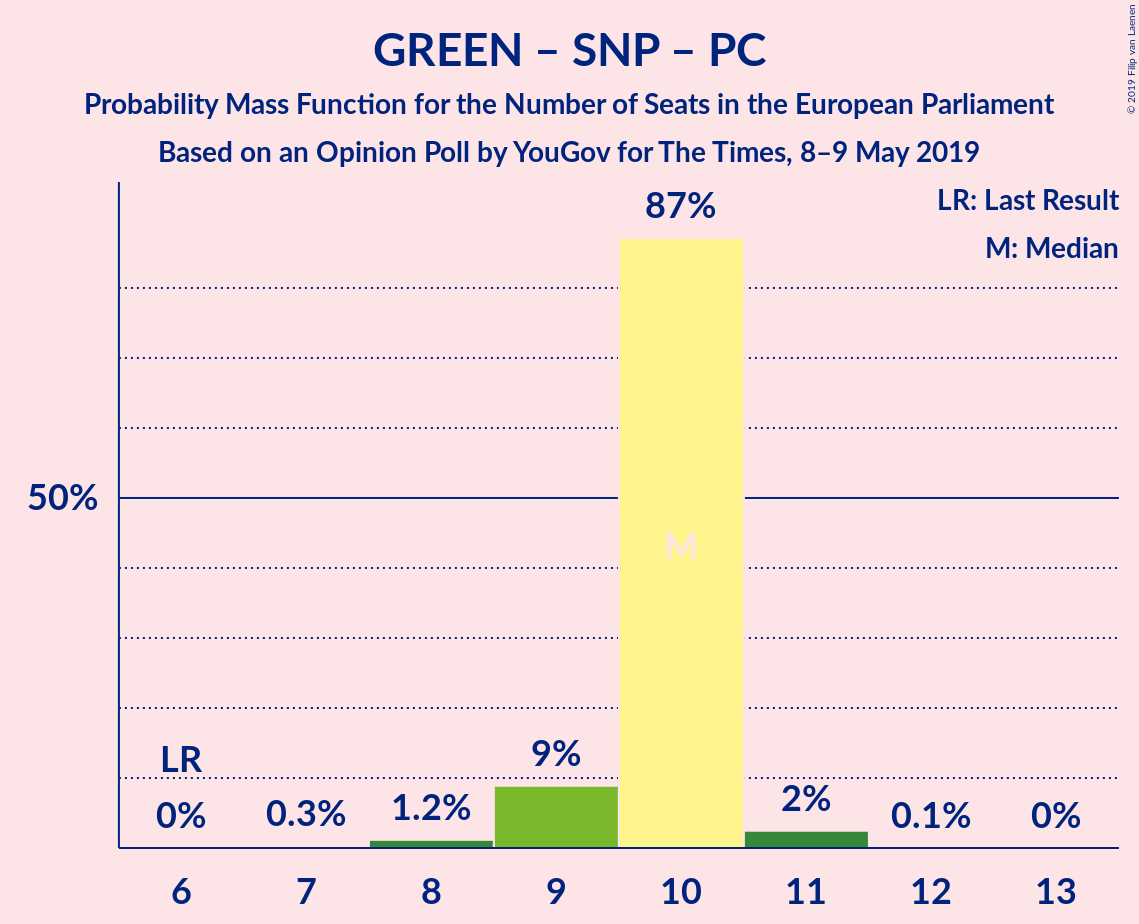 GREEN – SNP – PC
Probability Mass Function for the Number of Seats in the European Parliament
Based on an Opinion Poll by YouGov for The Times, 8–9 May 2019
© 2019 Filip van Laenen
LR: Last Result
M: Median
87%
50%
M
LR
0%
0.3%
1.2%
9%
2%
0.1%
0%
6 7 8 9 10 11 12 13